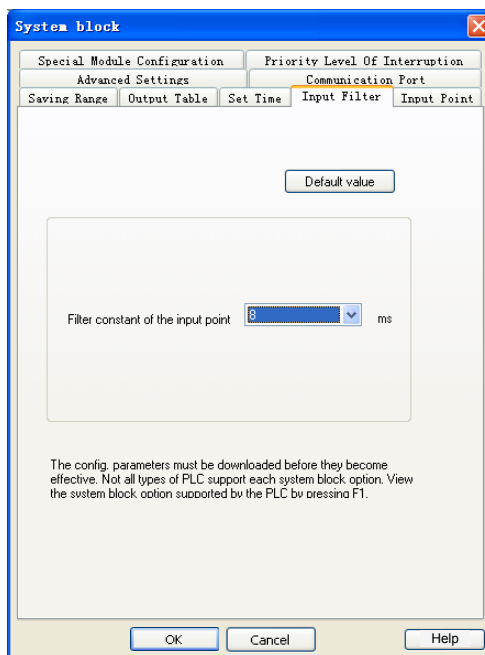 System block
Special Module Configuration
Priority Level Of Interruption
Advanced Settings
Communication Port
Saving Range
Output Table
Set Time
Input Filter
Input Point
Default value
Filter constant of the input point
8
ms
The config. parameters must be downloaded before they become
effective. Not all types of PLC support each system block option. View
the system block option supported by the PLC by pressing F1.
OK
Cancel
Help